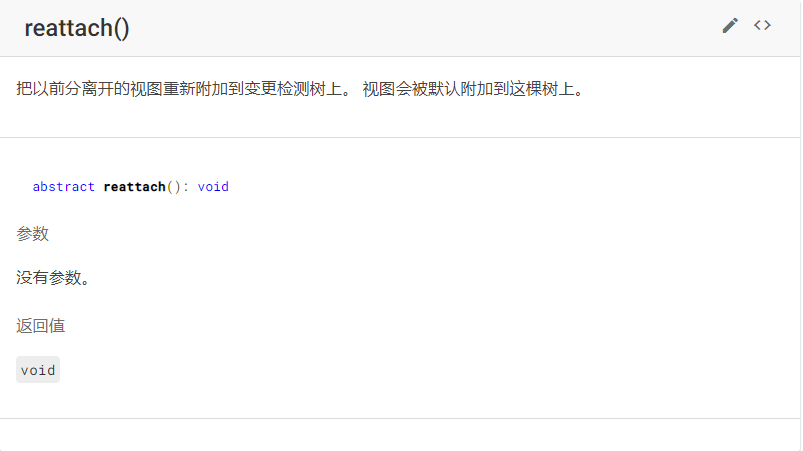 reattach()
把以前分离开的视图重新附加到变更检测树上。 视图会被默认附加到这棵树上。
abstract reattach(): void
参数
没有参数。
返回值
void